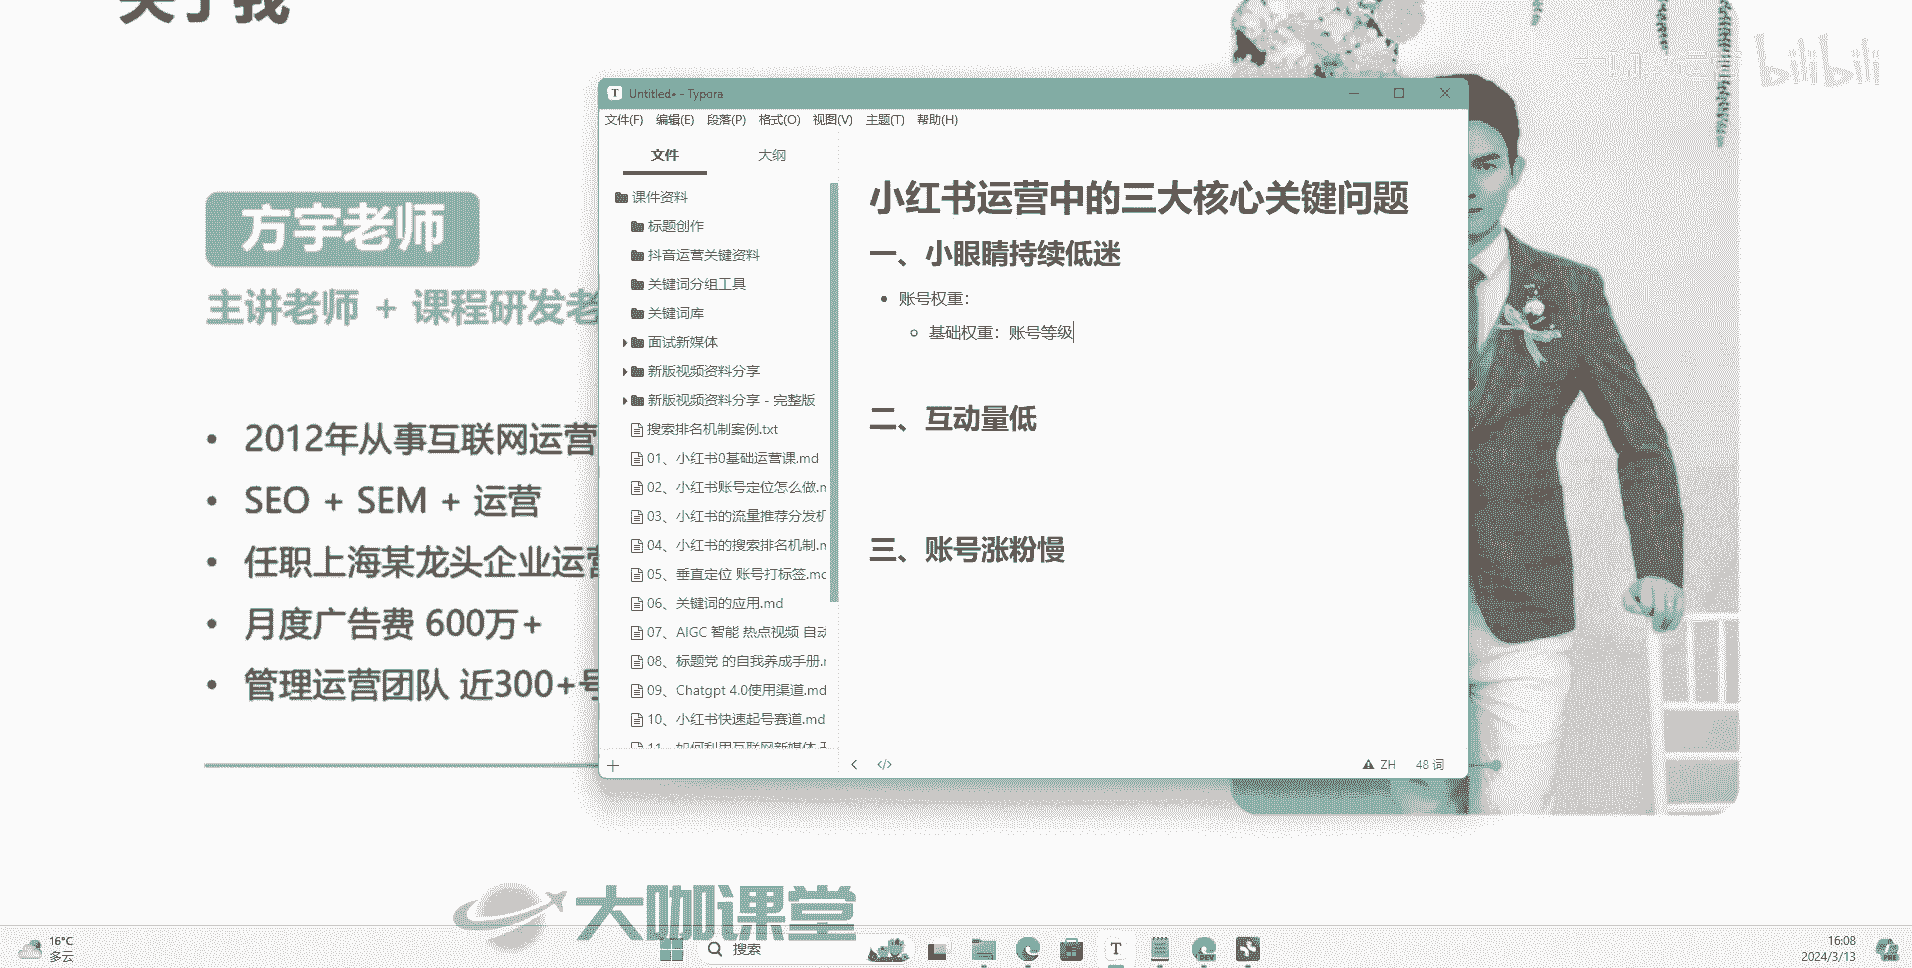 关于我
bilibili
方宇老师
主讲老师 + 课程研发老
2012年从事互联网运营
SEO + SEM + 运营
任职上海某龙头企业运营
月度广告费 600万+
管理运营团队 近300+号
Untitled• - Typora
文件(F) 编辑(E) 段落(P) 格式(O) 视图(V) 主题(T) 帮助(H)
文件 大纲
课件资料
标题创作
抖音运营关键资料
关键词分组工具
关键词库
面试新媒体
新版视频资料分享
新版视频资料分享 - 完整版
搜索排名机制案例.txt
01、小红书0基础运营课.md
02、小红书账号定位怎么做.m
03、小红书的流量推荐分发机
04、小红书的搜索排名机制.m
05、垂直定位 账号打标签.mc
06、关键词的应用.md
07、AIGC 智能 热点视频 自动
08、标题党 的自我养成手册.m
09、Chatgpt 4.0使用渠道.md
10、小红书快速起号赛道.md
11、如何利用互联网新媒体
小红书运营中的三大核心关键问题
一、小眼睛持续低迷
账号权重：
基础权重：账号等级
二、互动量低
三、账号涨粉慢
ZH 48 词
大咖课堂
16°C
多云
搜索
16:08
2024/3/13